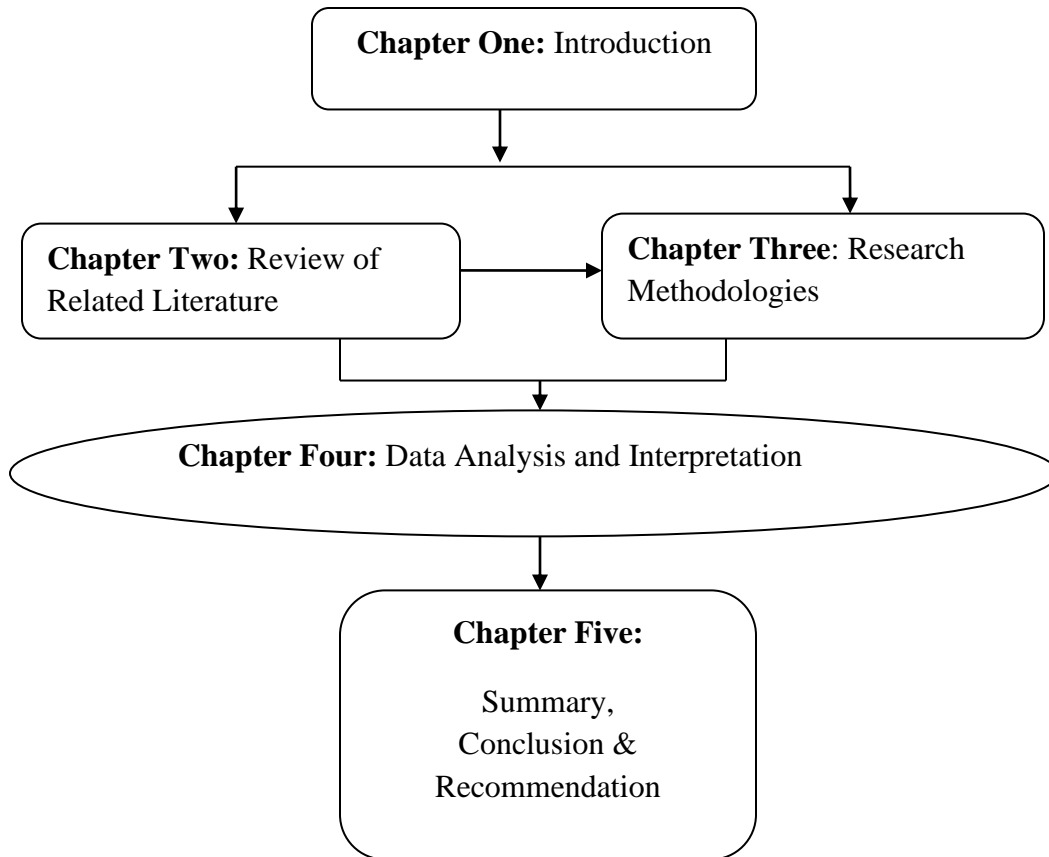 Chapter One: Introduction
Chapter Two: Review of
Related Literature
Chapter Three: Research
Methodologies
Chapter Four: Data Analysis and Interpretation
Chapter Five:
Summary,
Conclusion &
Recommendation